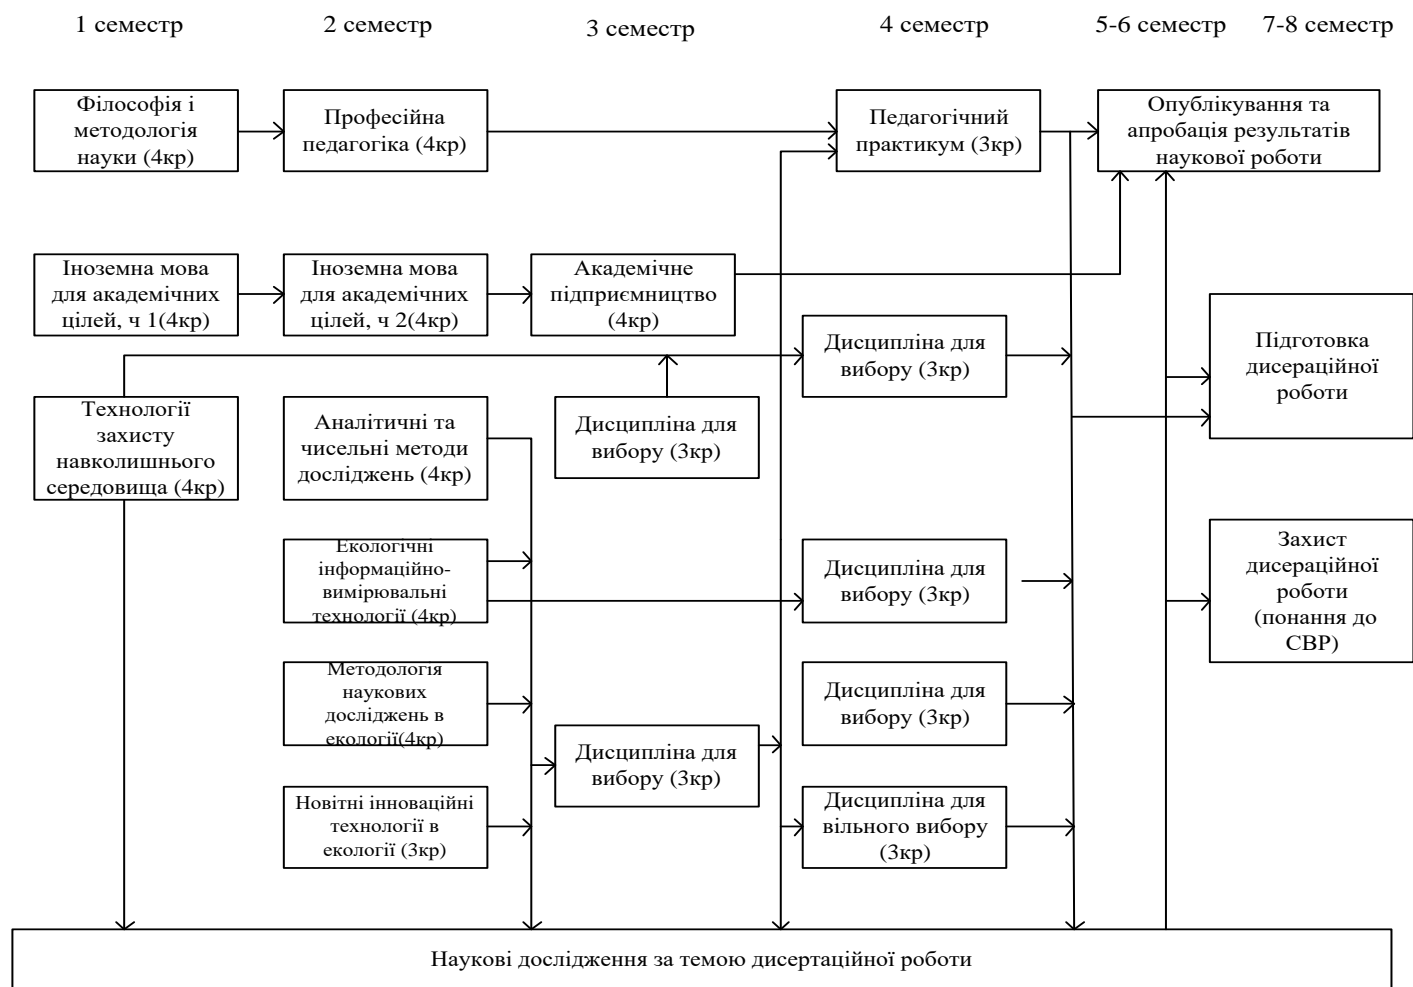 1 семестр
2 семестр
3 семестр
4 семестр
5-6 семестр
7-8 семестр
Філософія і
методологія
науки (4кр)
Професійна
педагогіка (4кр)
Педагогічний
практикум (3кр)
Опублікування та
апробація результатів
наукової роботи
Іноземна мова
для академічних
цілей, ч 1(4кр)
Іноземна мова
для академічних
цілей, ч 2(4кр)
Академічне
підприємництво
(4кр)
Дисципліна для
вибору (3кр)
Підготовка
дисераційної
роботи
Технології
захисту
навколишнього
середовища (4кр)
Аналітичні та
чисельні методи
досліджень (4кр)
Дисципліна для
вибору (3кр)
Екологічні
інформаційно-
вимірювальні
технології (4кр)
Дисципліна для
вибору (3кр)
Захист
дисераційної
роботи
(понання до
СВР)
Методологія
наукових
досліджень в
екології(4кр)
Дисципліна для
вибору (3кр)
Дисципліна для
вибору (3кр)
Новітні інноваційні
технології в
екології (3кр)
Дисципліна для
вільного вибору
(3кр)
Наукові дослідження за темою дисертаційної роботи